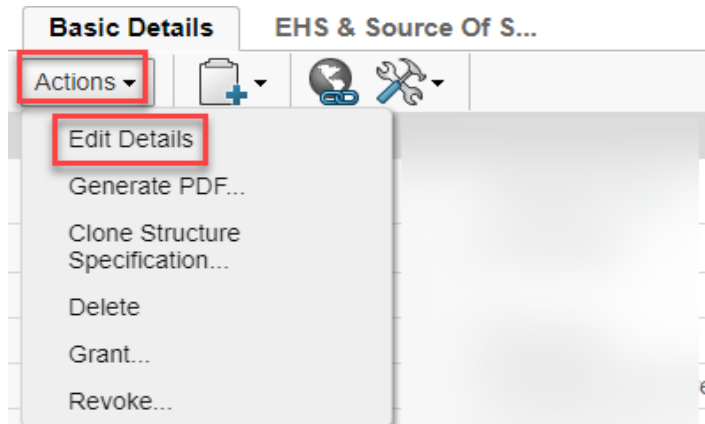 Basic Details EHS & Source Of S...
Actions
Edit Details
Generate PDF...
Clone Structure
Specification...
Delete
Grant...
Revoke...